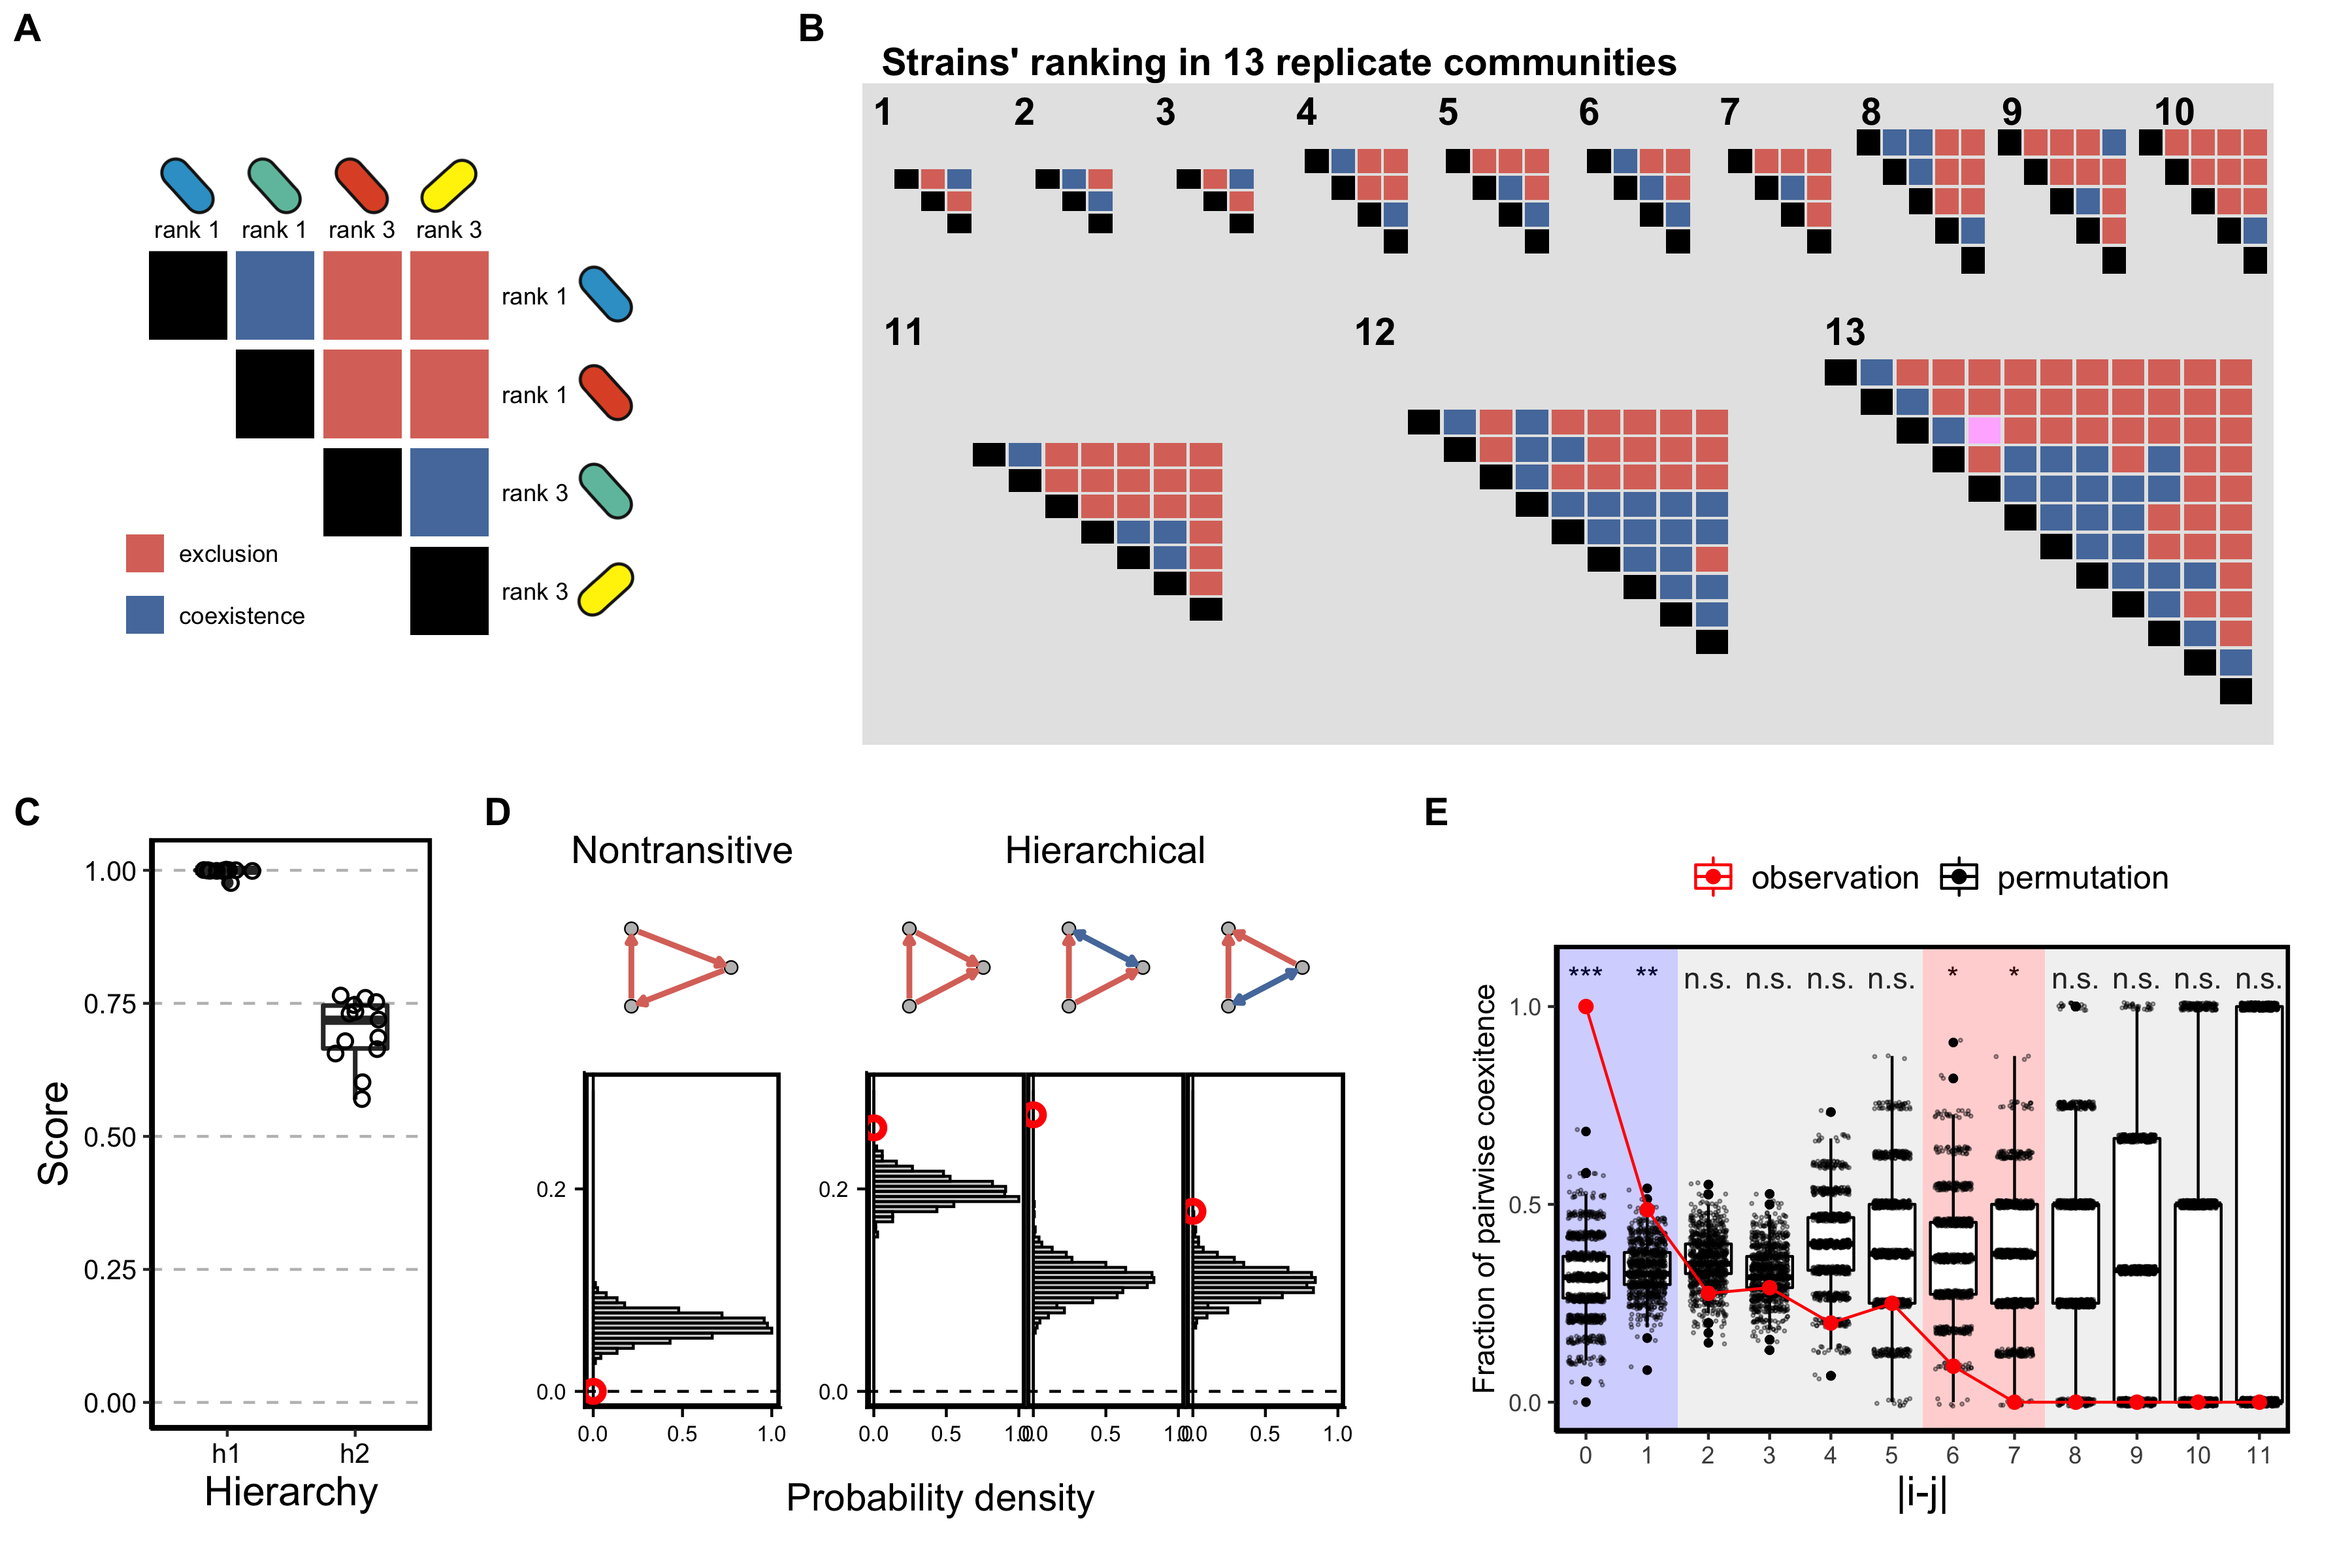 A
rank 1 rank 1 rank 3 rank 3
rank 1
rank 1
rank 3
rank 3
exclusion
coexistence
B
Strains' ranking in 13 replicate communities
1 2 3 4 5 6 7 8 9 10
11 12 13
C
1.00
0.75
0.50
0.25
0.00
Score
h1 h2
Hierarchy
D
Nontransitive
Hierarchical
0.2
0.0
0.2
0.0
0.0 0.5 1.0
0.0 0.5 1.0
0.0 0.5 1.0
0.0 0.5 1.0
Probability density
E
observation permutation
*** ** n.s. n.s. n.s. n.s. * * n.s. n.s. n.s. n.s.
1.0
0.5
0.0
Fraction of pairwise coexitence
0 1 2 3 4 5 6 7 8 9 10 11
|i-j|